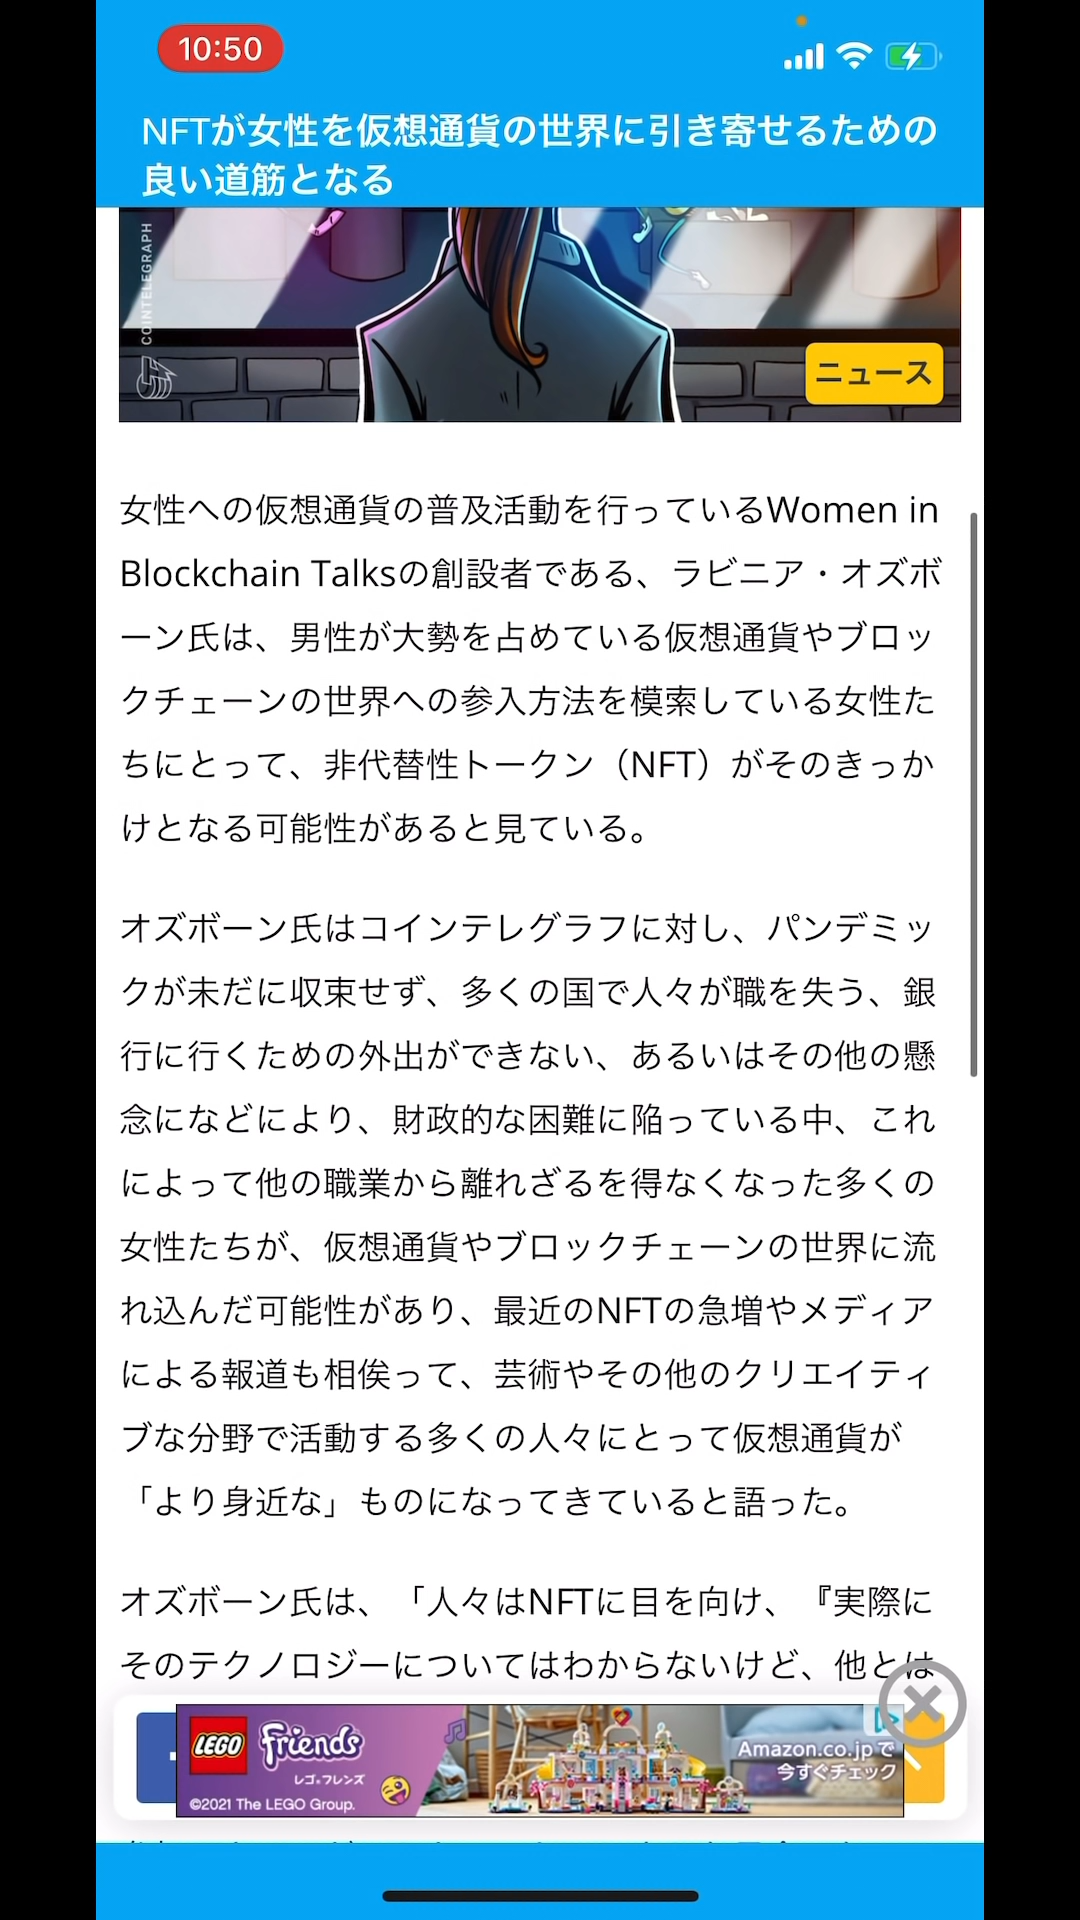 10:50
NFTが女性を仮想通貨の世界に引き寄せるための
良い道筋となる
COINTELEGRAPH
ニュース
女性への仮想通貨の普及活動を行っているWomen in
Blockchain Talksの創設者である、ラビニア・オズボ
ーン氏は、男性が大勢を占めている仮想通貨やブロッ
クチェーンの世界への参入方法を模索している女性た
ちにとって、非代替性トークン（NFT）がそのきっか
けとなる可能性があると見ている。
オズボーン氏はコインテレグラフに対し、パンデミッ
クが未だに収束せず、多くの国で人々が職を失う、銀
行に行くための外出ができない、あるいはその他の懸
念になどにより、財政的な困難に陥っている中、これ
によって他の職業から離れざるを得なくなった多くの
女性たちが、仮想通貨やブロックチェーンの世界に流
れ込んだ可能性があり、最近のNFTの急増やメディア
による報道も相俟って、芸術やその他のクリエイティ
ブな分野で活動する多くの人々にとって仮想通貨が
「より身近な」ものになってきていると語った。
オズボーン氏は、「人々はNFTに目を向け、『実際に
そのテクノロジーについてはわからないけど、他とは
LEGO Friends
レゴ®フレンズ
©2021 The LEGO Group.
Amazon.co.jpで
今すぐチェック